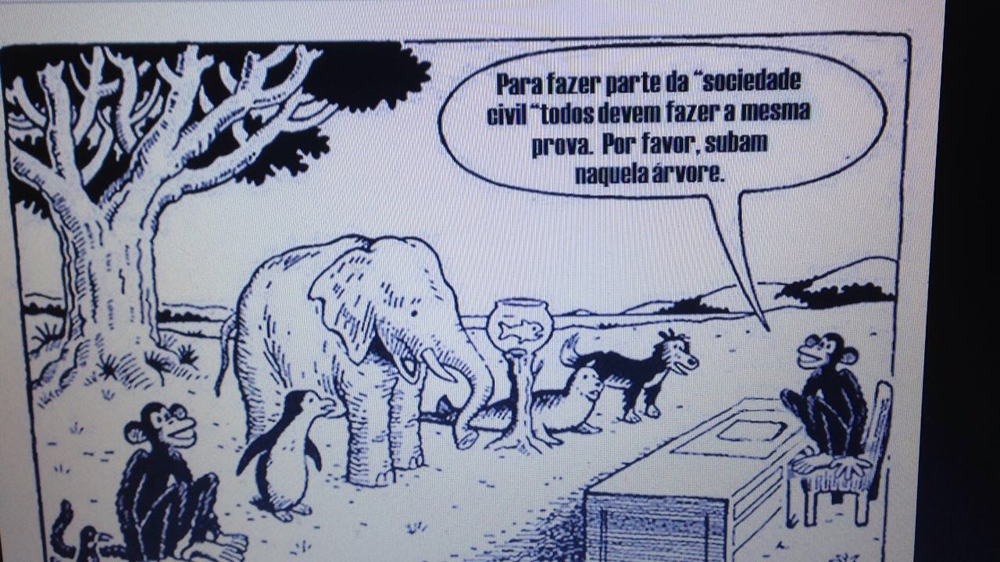 Para fazer parte da “sociedade
civil “todos devem fazer a mesma
prova. Por favor, subam
naquela árvore.